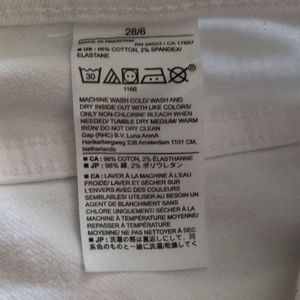 28/6
MADE IN PAKISTAN RN 54023 / CA 17897
■ US : 98% COTTON, 2% SPANDEX/
ELASTANE
30
1166
MACHINE WASH COLD/ WASH AND
DRY INSIDE OUT WITH LIKE COLORS/
ONLY NON-CHLORINE BLEACH WHEN
NEEDED/ TUMBLE DRY MEDIUM/ WARM
IRON/ DO NOT DRY CLEAN
Gap (RHC) B.V. Luna ArenA
Herikerbergweg 238 Amsterdam 1101 CM,
Netherlands
■ CA : 98% COTON, 2% ÉLASTHANNE
■ JP : 98% 綿, 2% ポリウレタン
■ CA : LAVER À LA MACHINE À L'EAU
FROIDE/ LAVER ET SÉCHER À
L'ENVERS AVEC DES COULEURS
SEMBLABLES/ UTILISER AU BESOIN
UN AGENT DE BLANCHIMENT SANS
CHLORE/ SÉCHER À LA MACHINE
À TEMPÉRATURE MOYENNE/
REPASSER À TEMPÉRATURE
MOYENNE/ NE PAS NETTOYER À SEC
■ JP : 洗濯の際は裏返しにして、同
色のものと一緒に洗濯/乾燥してく